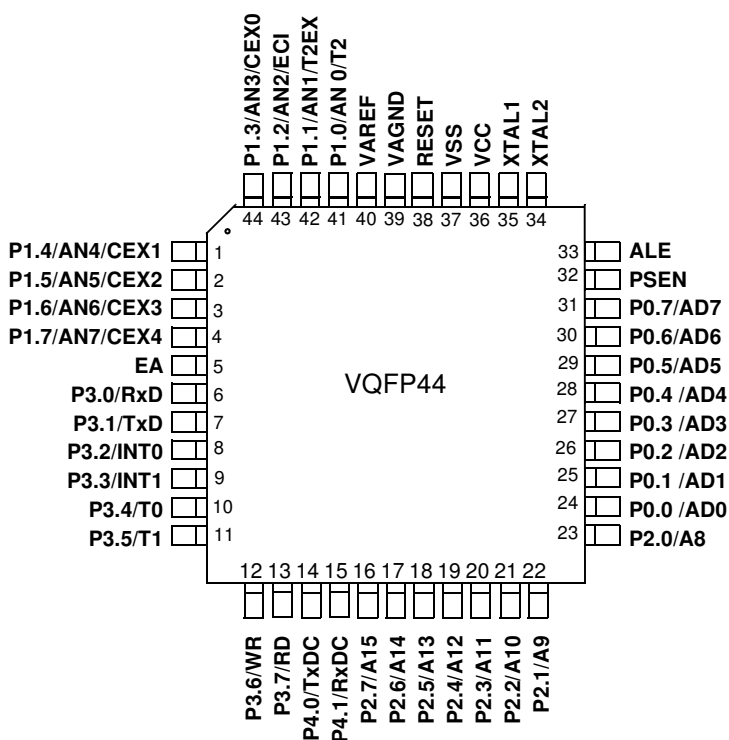 P1.3/AN3/CEX0
P1.2/AN2/ECI
P1.1/AN1/T2EX
P1.0/AN 0/T2
VAREF
VAGND
RESET
VSS
VCC
XTAL1
XTAL2
44 43 42 41 40 39 38 37 36 35 34
P1.4/AN4/CEX1 1
P1.5/AN5/CEX2 2
P1.6/AN6/CEX3 3
P1.7/AN7/CEX4 4
EA 5
P3.0/RxD 6
P3.1/TxD 7
P3.2/INT0 8
P3.3/INT1 9
P3.4/T0 10
P3.5/T1 11
VQFP44
33 ALE
32 PSEN
31 P0.7/AD7
30 P0.6/AD6
29 P0.5/AD5
28 P0.4 /AD4
27 P0.3 /AD3
26 P0.2 /AD2
25 P0.1 /AD1
24 P0.0 /AD0
23 P2.0/A8
12 13 14 15 16 17 18 19 20 21 22
P3.6/WR
P3.7/RD
P4.0/TxDC
P4.1/RxDC
P2.7/A15
P2.6/A14
P2.5/A13
P2.4/A12
P2.3/A11
P2.2/A10
P2.1/A9